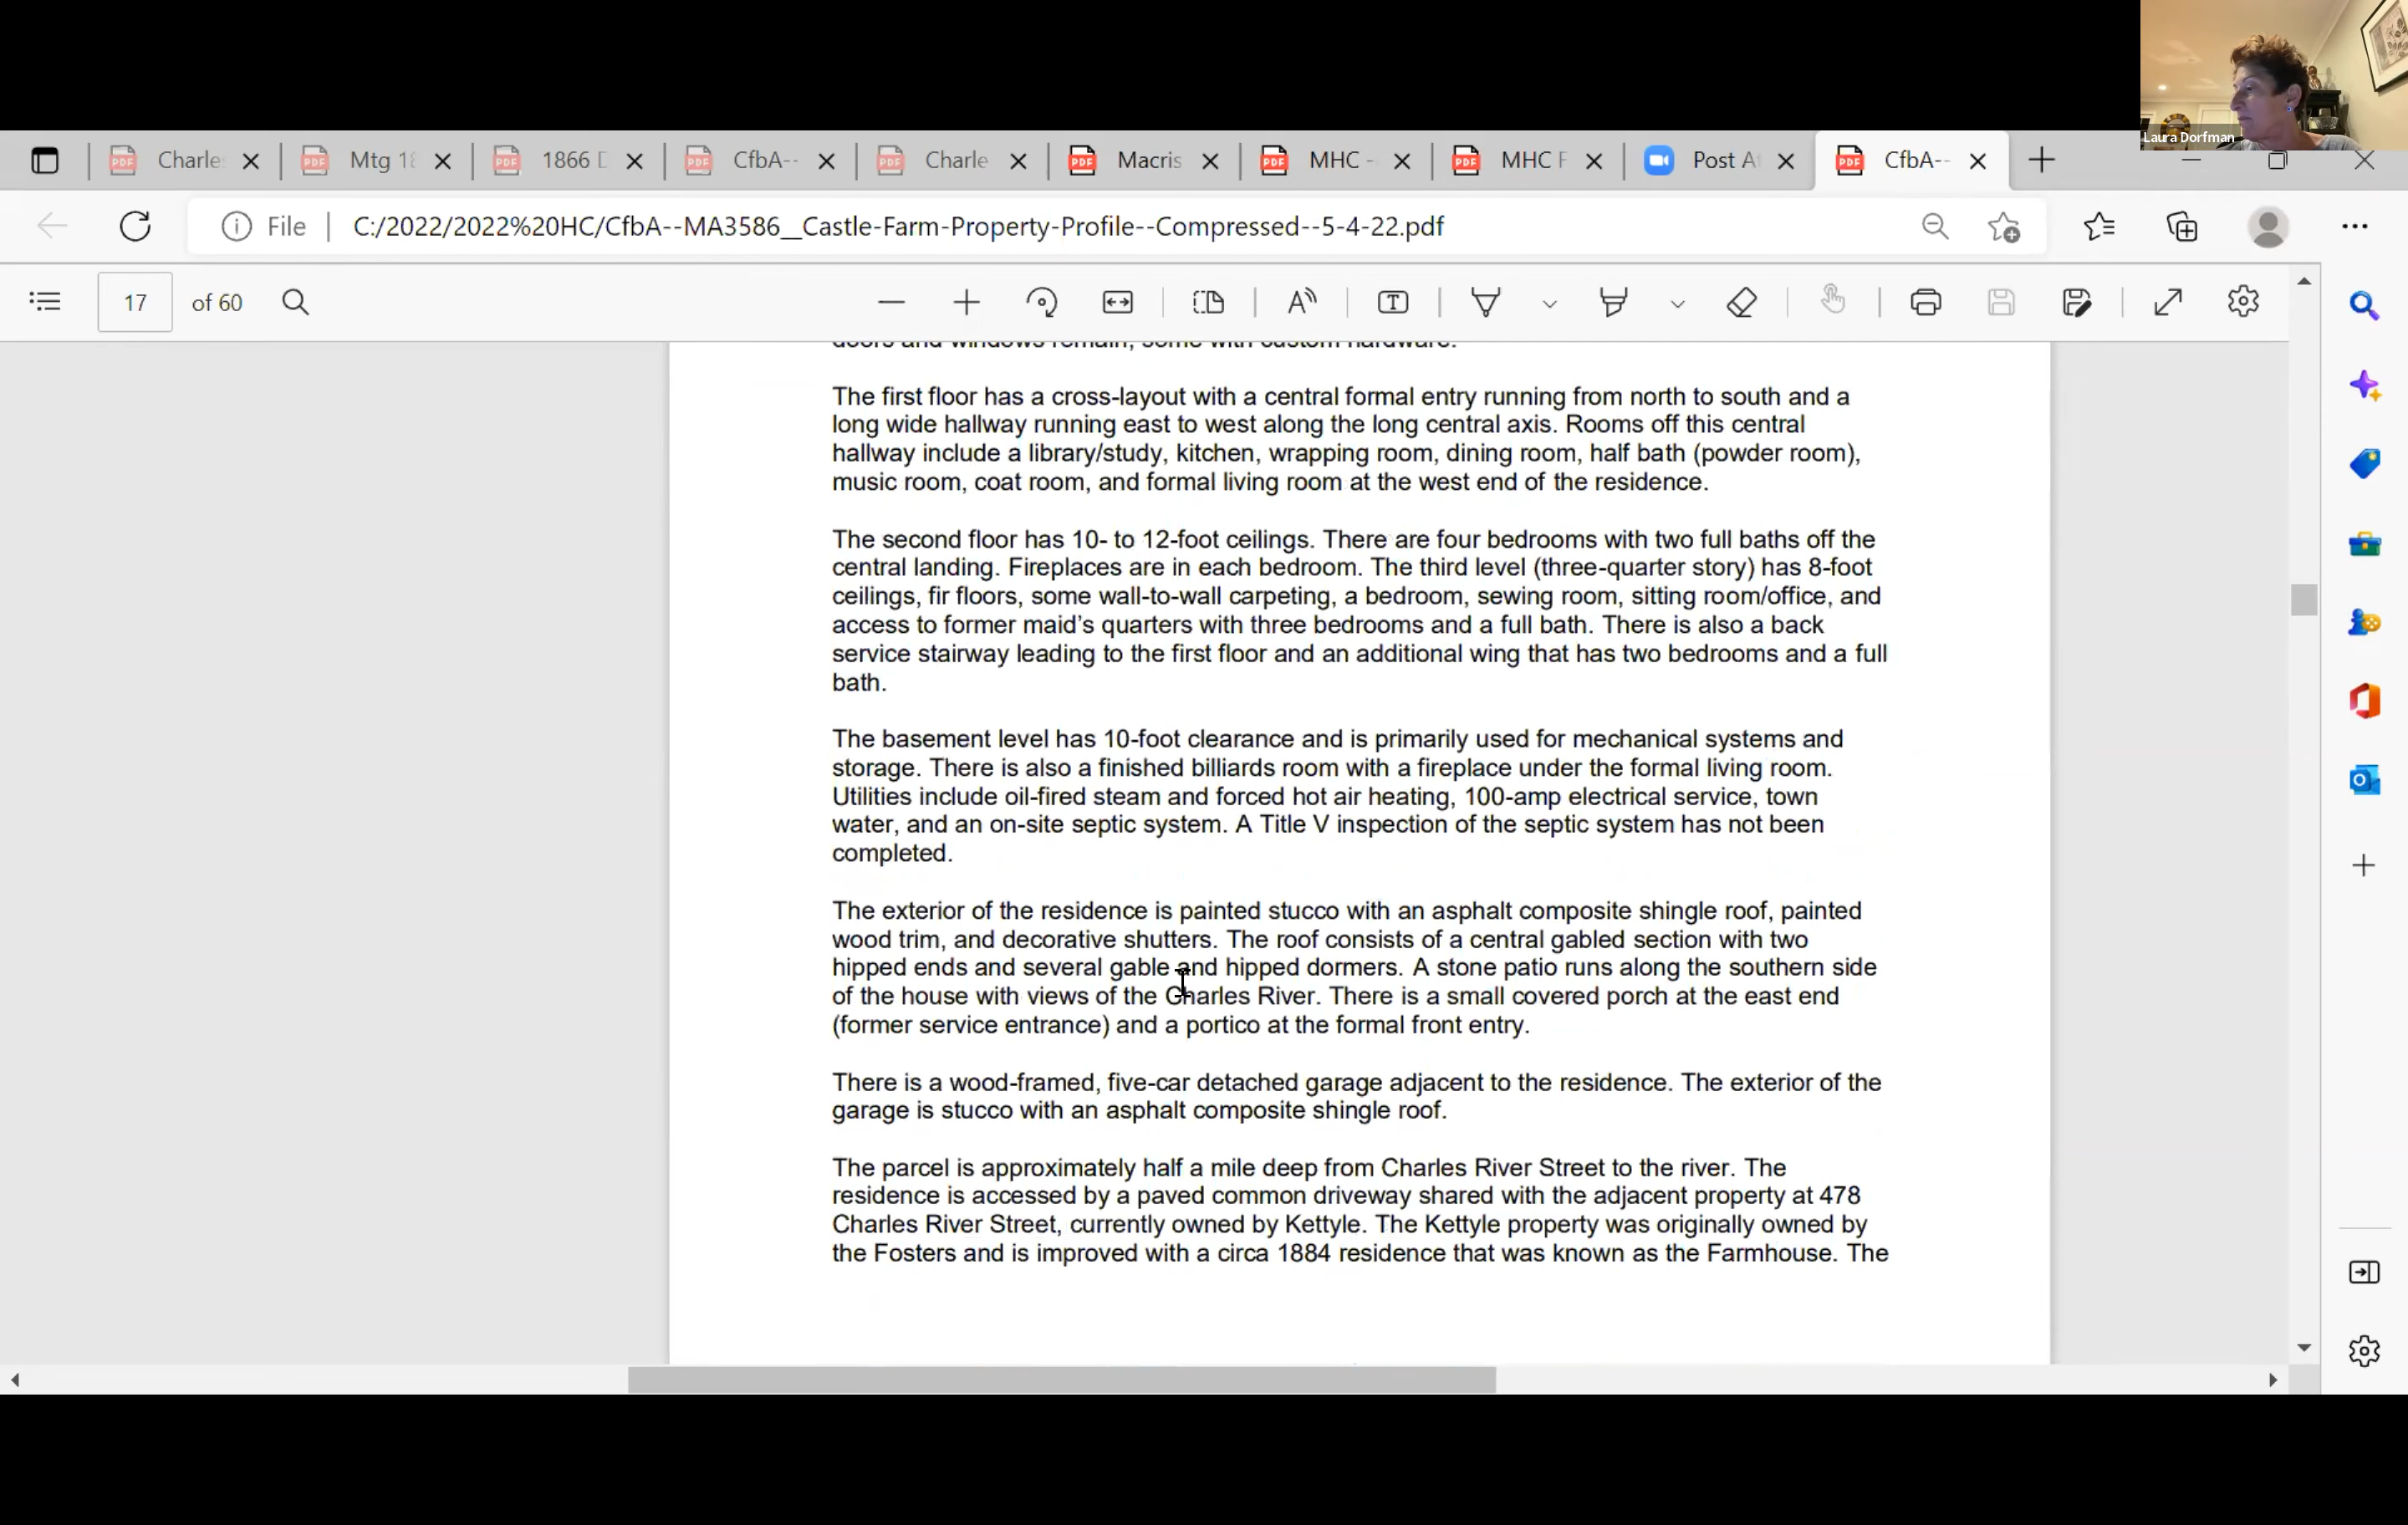 Laura Dorfman
Charle
Mtg 18
1866 D
CfbA--
Charle
Macris
MHC -
MHC F
Post A
CfbA--
File
C:/2022/2022%20HC/CfbA--MA3586__Castle-Farm-Property-Profile--Compressed--5-4-22.pdf
17 of 60
doors and windows remain, some with custom hardware.
The first floor has a cross-layout with a central formal entry running from north to south and a
long wide hallway running east to west along the long central axis. Rooms off this central
hallway include a library/study, kitchen, wrapping room, dining room, half bath (powder room),
music room, coat room, and formal living room at the west end of the residence.
The second floor has 10- to 12-foot ceilings. There are four bedrooms with two full baths off the
central landing. Fireplaces are in each bedroom. The third level (three-quarter story) has 8-foot
ceilings, fir floors, some wall-to-wall carpeting, a bedroom, sewing room, sitting room/office, and
access to former maid's quarters with three bedrooms and a full bath. There is also a back
service stairway leading to the first floor and an additional wing that has two bedrooms and a full
bath.
The basement level has 10-foot clearance and is primarily used for mechanical systems and
storage. There is also a finished billiards room with a fireplace under the formal living room.
Utilities include oil-fired steam and forced hot air heating, 100-amp electrical service, town
water, and an on-site septic system. A Title V inspection of the septic system has not been
completed.
The exterior of the residence is painted stucco with an asphalt composite shingle roof, painted
wood trim, and decorative shutters. The roof consists of a central gabled section with two
hipped ends and several gable and hipped dormers. A stone patio runs along the southern side
of the house with views of the Charles River. There is a small covered porch at the east end
(former service entrance) and a portico at the formal front entry.
There is a wood-framed, five-car detached garage adjacent to the residence. The exterior of the
garage is stucco with an asphalt composite shingle roof.
The parcel is approximately half a mile deep from Charles River Street to the river. The
residence is accessed by a paved common driveway shared with the adjacent property at 478
Charles River Street, currently owned by Kettyle. The Kettyle property was originally owned by
the Fosters and is improved with a circa 1884 residence that was known as the Farmhouse. The